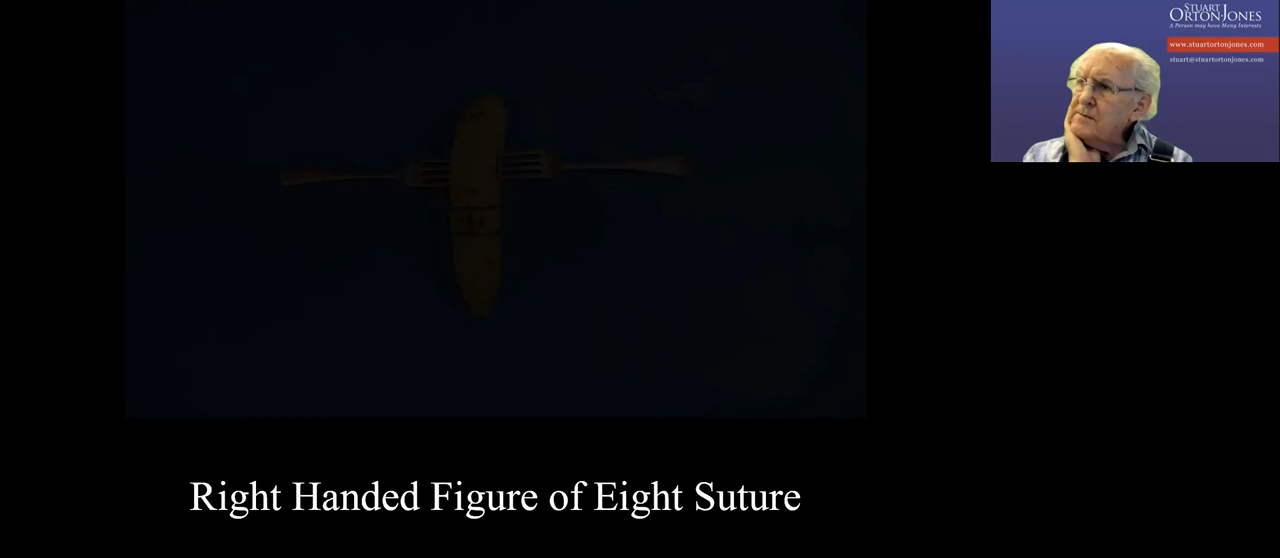 STUART
ORTON-JONES
A Person may have Many Interests
www.stuartortonjones.com
stuart@stuartortonjones.com
Right Handed Figure of Eight Suture